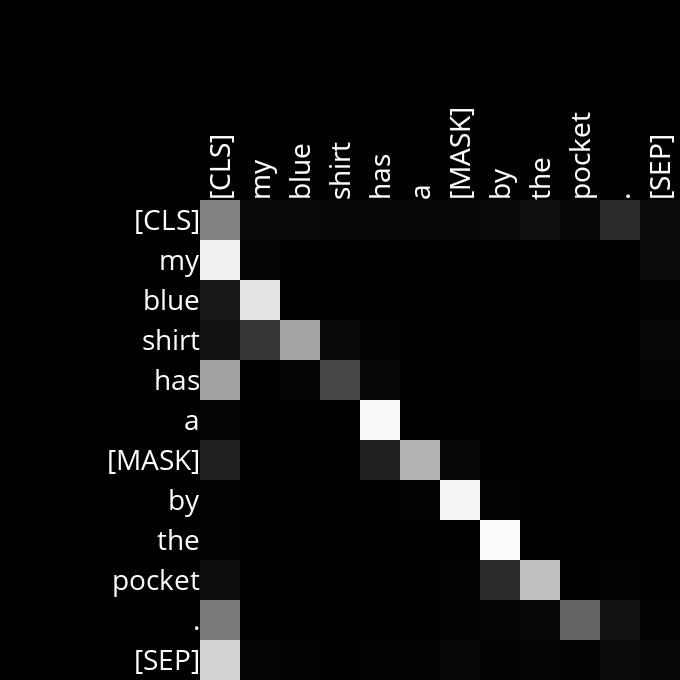 [CLS] my blue shirt has a [MASK] by the pocket . [SEP]
[CLS]
my
blue
shirt
has
a
[MASK]
by
the
pocket
.
[SEP]